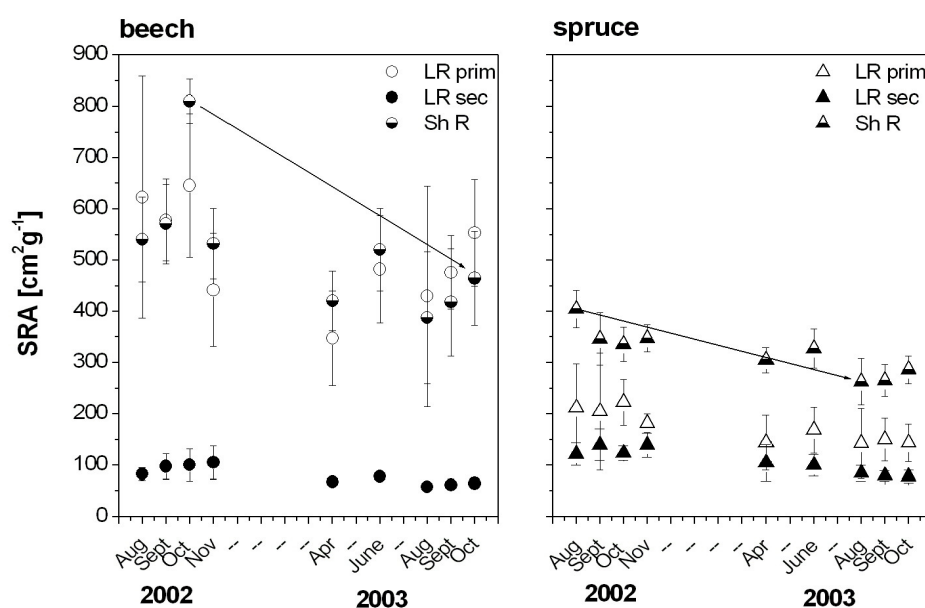 beech
spruce
900
800
700
600
500
400
300
200
100
0
SRA [cm²g⁻¹]
LR prim
LR sec
Sh R
LR prim
LR sec
Sh R
Aug Sept Oct Nov -- -- -- -- Apr -- June -- Aug Sept Oct
2002 2003
Aug Sept Oct Nov -- -- -- -- Apr -- June -- Aug Sept Oct
2002 2003